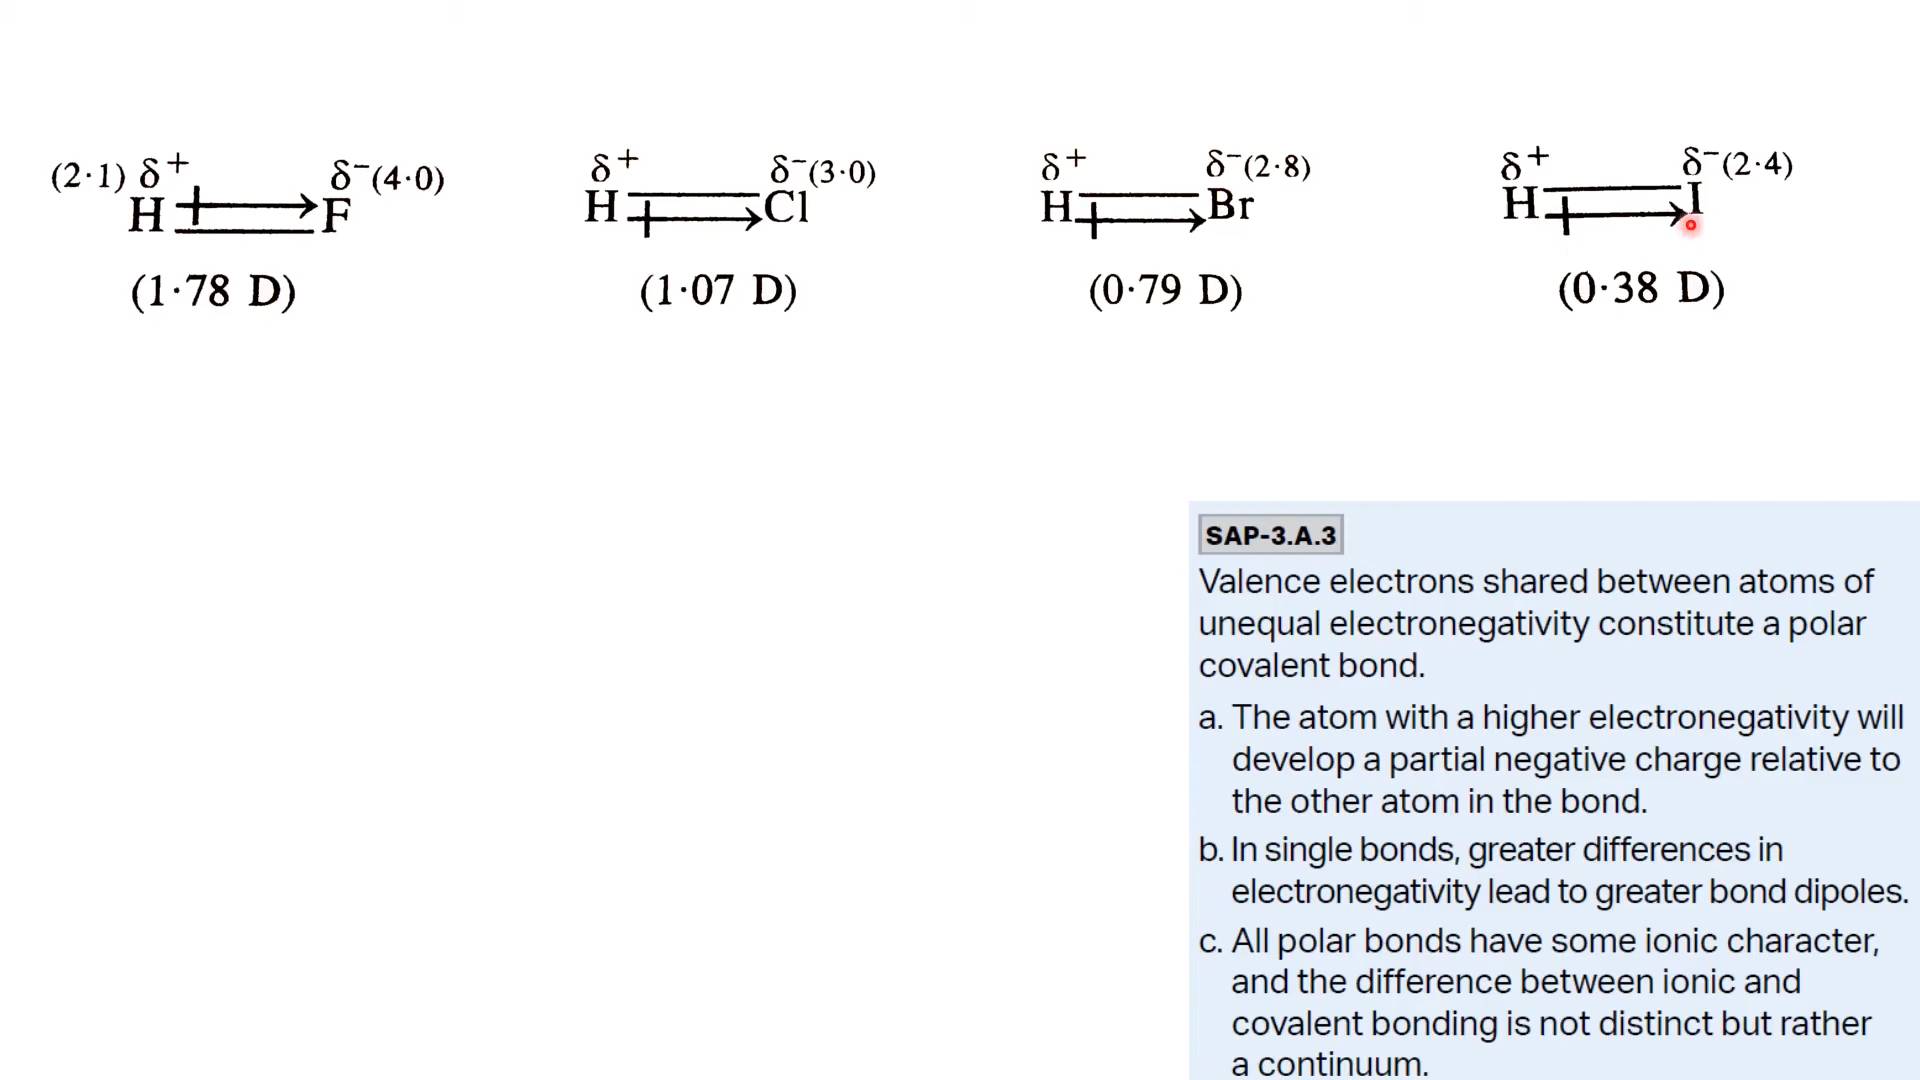 (2·1) δ⁺ δ⁻(4·0)
H F
(1·78 D)
δ⁺ δ⁻(3·0)
H Cl
(1·07 D)
δ⁺ δ⁻(2·8)
H Br
(0·79 D)
δ⁺ δ⁻(2·4)
H I
(0·38 D)
SAP-3.A.3
Valence electrons shared between atoms of
unequal electronegativity constitute a polar
covalent bond.
a. The atom with a higher electronegativity will
develop a partial negative charge relative to
the other atom in the bond.
b. In single bonds, greater differences in
electronegativity lead to greater bond dipoles.
c. All polar bonds have some ionic character,
and the difference between ionic and
covalent bonding is not distinct but rather
a continuum.